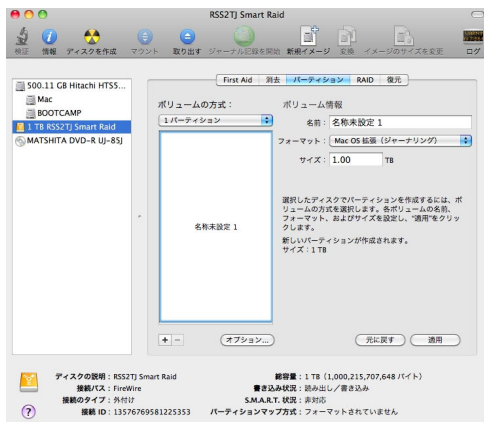 RSS2TJ Smart Raid
検証
情報
ディスクを作成
マウント
取り出す
ジャーナル記録を開始
新規イメージ
変換
イメージのサイズを変更
ログ
500.11 GB Hitachi HTS5...
Mac
BOOTCAMP
1 TB RSS2TJ Smart Raid
MATSHITA DVD-R UJ-85J
First Aid
消去
パーティション
RAID
復元
ボリュームの方式：
1 パーティション
名称未設定 1
+ −
オプション...
ボリューム情報
名前： 名称未設定 1
フォーマット： Mac OS 拡張（ジャーナリング）
サイズ： 1.00 TB
選択したディスクでパーティションを作成するには、ボ
リュームの方式を選択します。各ボリュームの名前、
フォーマット、およびサイズを設定し、“適用”をクリッ
クします。
新しいパーティションが作成されます。
サイズ：1 TB
元に戻す
適用
ディスクの説明：RSS2TJ Smart Raid
接続バス：FireWire
接続のタイプ：外付け
接続 ID：13576769581225353
総容量：1 TB（1,000,215,707,648 バイト）
書き込み状況：読み出し／書き込み
S.M.A.R.T. 状況：非対応
パーティションマップ方式：フォーマットされていません
?